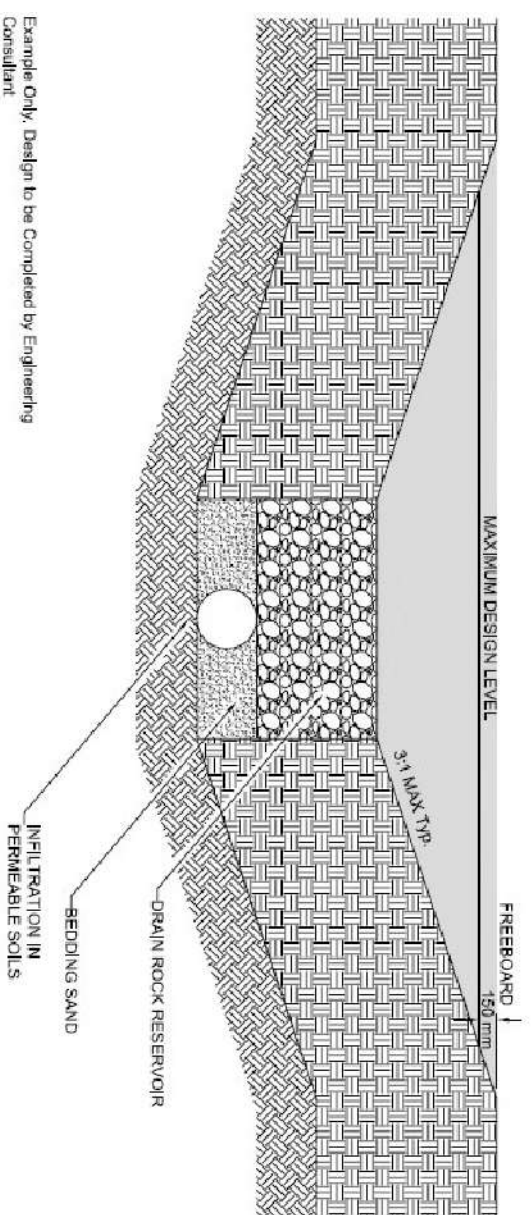 FREEBOARD
150 mm
MAXIMUM DESIGN LEVEL
3:1 MAX Typ.
DRAIN ROCK RESERVOIR
BEDDING SAND
INFILTRATION IN
PERMEABLE SOILS
Example Only. Design to be Completed by Engineering
Consultant